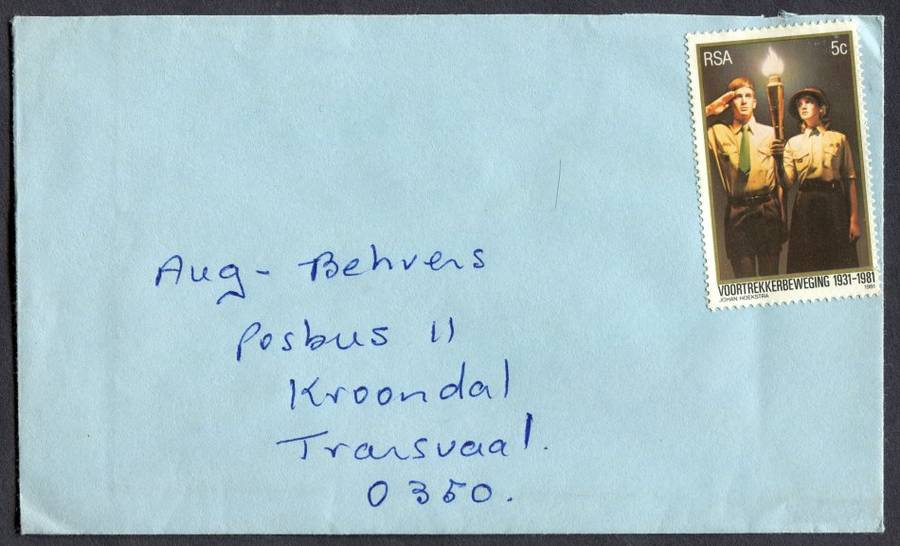 RSA 5c
VOORTREKKERBEWEGING 1931-1981
JOHAN HOEKSTRA 1981
Aug- Behrens
Posbus 11
Kroondal
Transvaal.
0350.